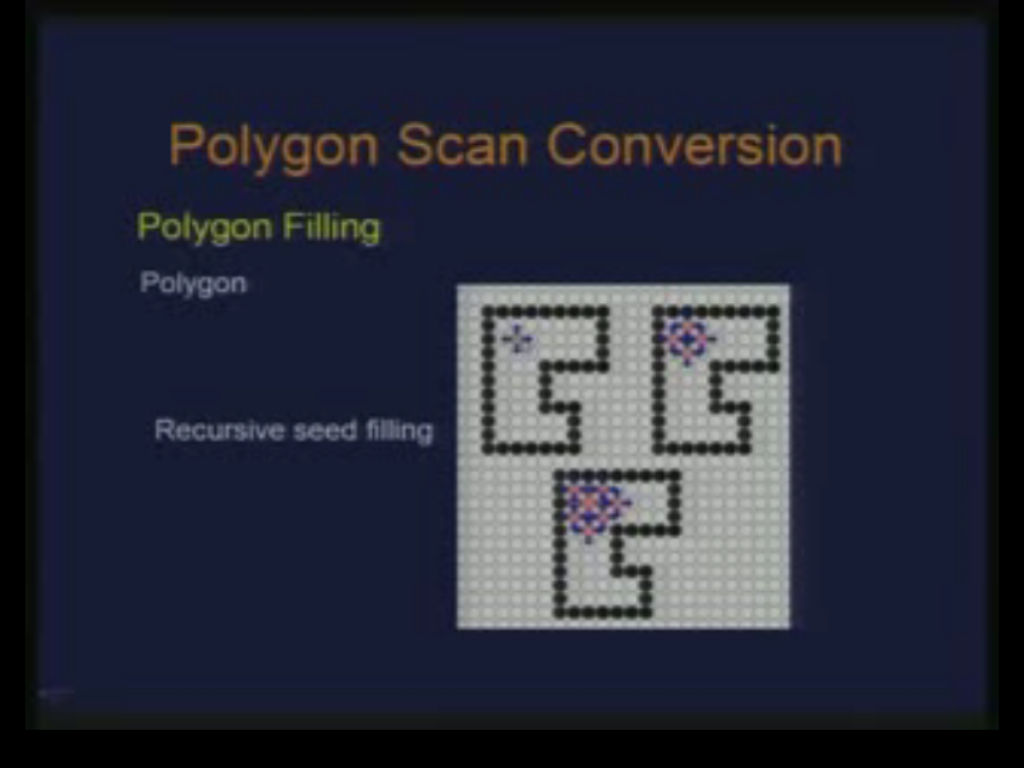 Polygon Scan Conversion
Polygon Filling
Polygon
Recursive seed filling